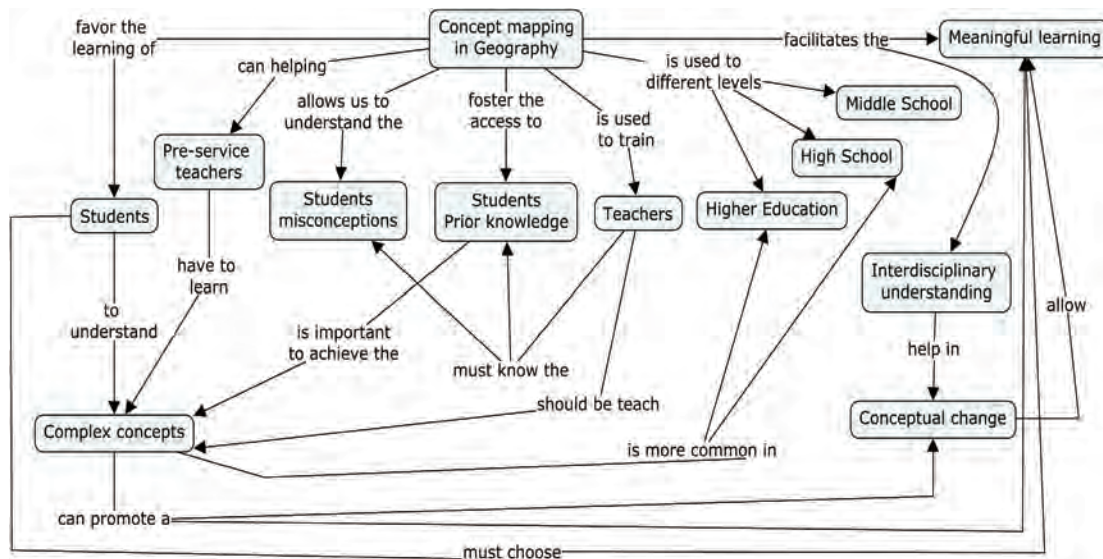 favor the
learning of
Concept mapping
in Geography
facilitates the
Meaningful learning
can helping
allows us to
understand the
foster the
access to
is used
to train
is used to
different levels
Middle School
High School
Pre-service
teachers
Students
Students
misconceptions
Students
Prior knowledge
Teachers
Higher Education
Interdisciplinary
understanding
have to
learn
to
understand
is important
to achieve the
must know the
help in
allow
should be teach
Complex concepts
Conceptual change
is more common in
can promote a
must choose